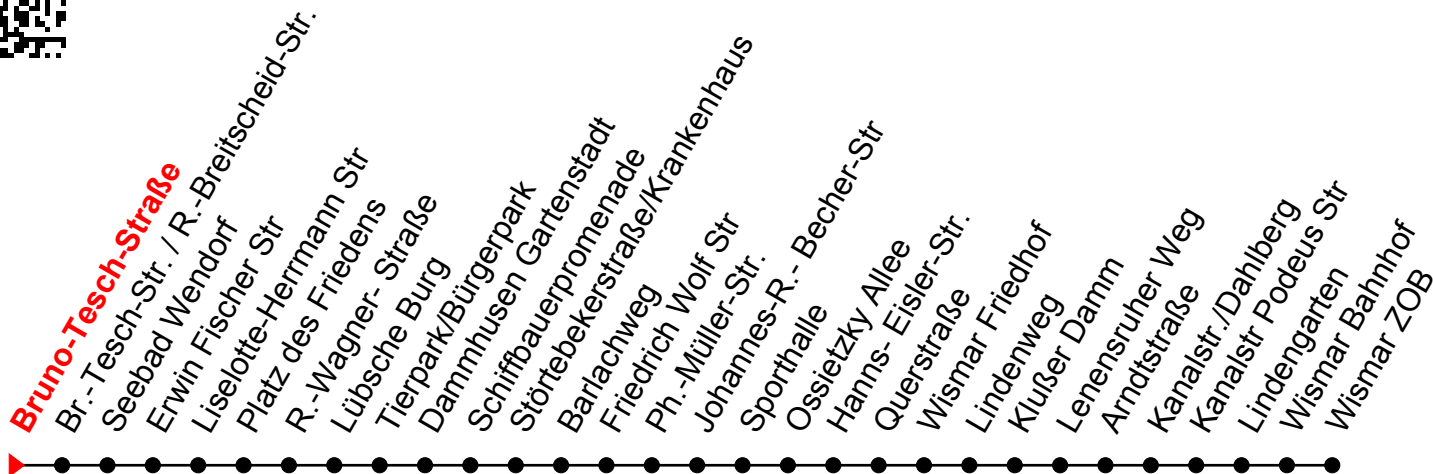 Bruno-Tesch-Straße
Br.-Tesch-Str. / R.-Breitscheid-Str.
Seebad Wendorf
Erwin Fischer Str
Liselotte-Herrmann Str
Platz des Friedens
R.-Wagner- Straße
Lübsche Burg
Tierpark/Bürgerpark
Dammhusen Gartenstadt
Schiffbauerpromenade
Störtebekerstraße/Krankenhaus
Barlachweg
Friedrich Wolf Str
Ph.-Müller-Str.
Johannes-R.- Becher-Str
Sporthalle
Ossietzky Allee
Hanns- Eisler-Str.
Querstraße
Wismar Friedhof
Lindenweg
Klußer Damm
Lenensruher Weg
Arndtstraße
Kanalstr./Dahlberg
Kanalstr Podeus Str
Lindengarten
Wismar Bahnhof
Wismar ZOB